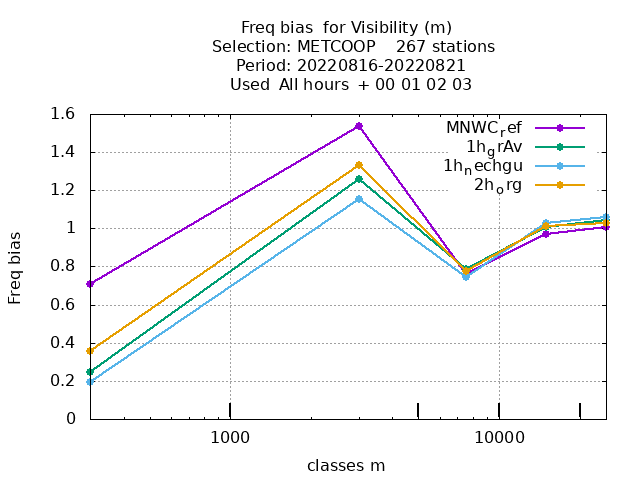 Freq bias  for Visibility (m)
Selection: METCOOP    267 stations
Period: 20220816-20220821
Used  All hours  + 00 01 02 03
1.6
1.4
1.2
1
0.8
0.6
0.4
0.2
0
Freq bias
MNWC_ref
1h_grAv
1h_nechgu
2h_org
1000
10000
classes m